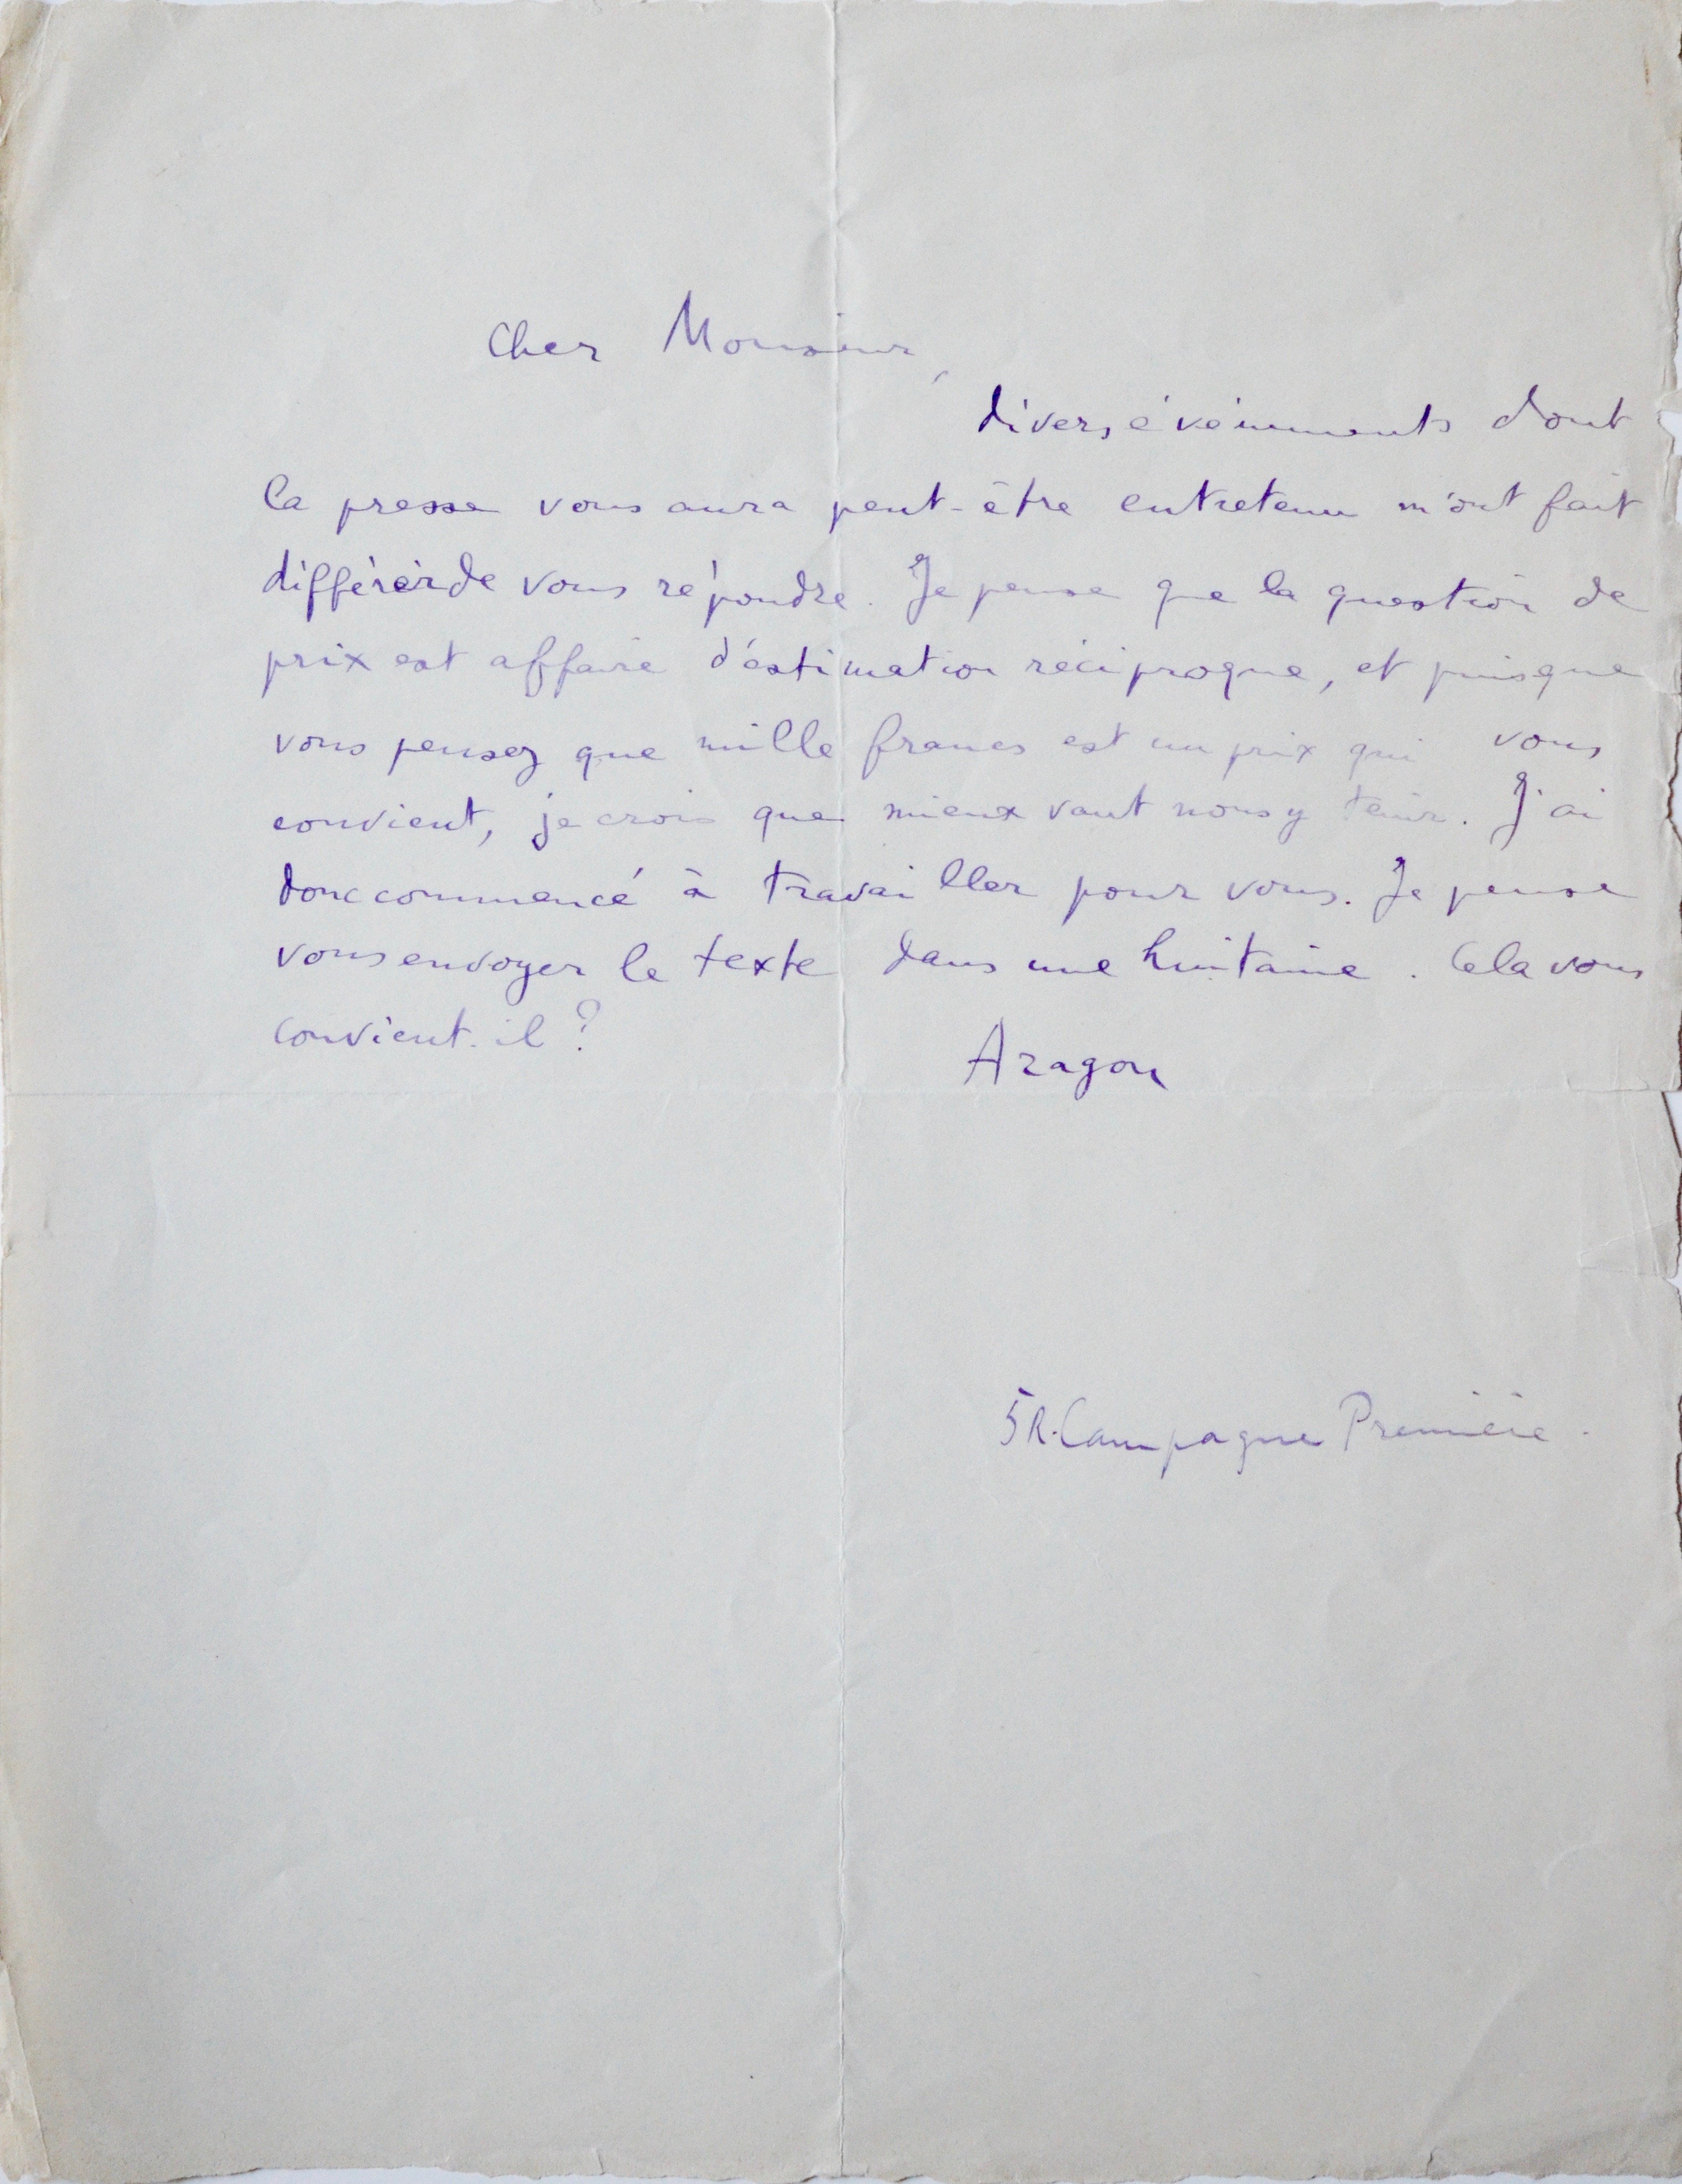 Cher Monsieur,
divers événements dont
la presse vous aura peut-être entretenu m'ont fait
différer de vous répondre. Je pense que la question de
prix est affaire d'estimation réciproque, et puisque
vous pensez que mille francs est un prix qui vous
convient, je crois que mieux vaut nous y tenir. J'ai
donc commencé à travailler pour vous. Je pense
vous envoyer le texte dans une huitaine. Cela vous
convient-il ?
Aragon
5 R. Campagne Première.